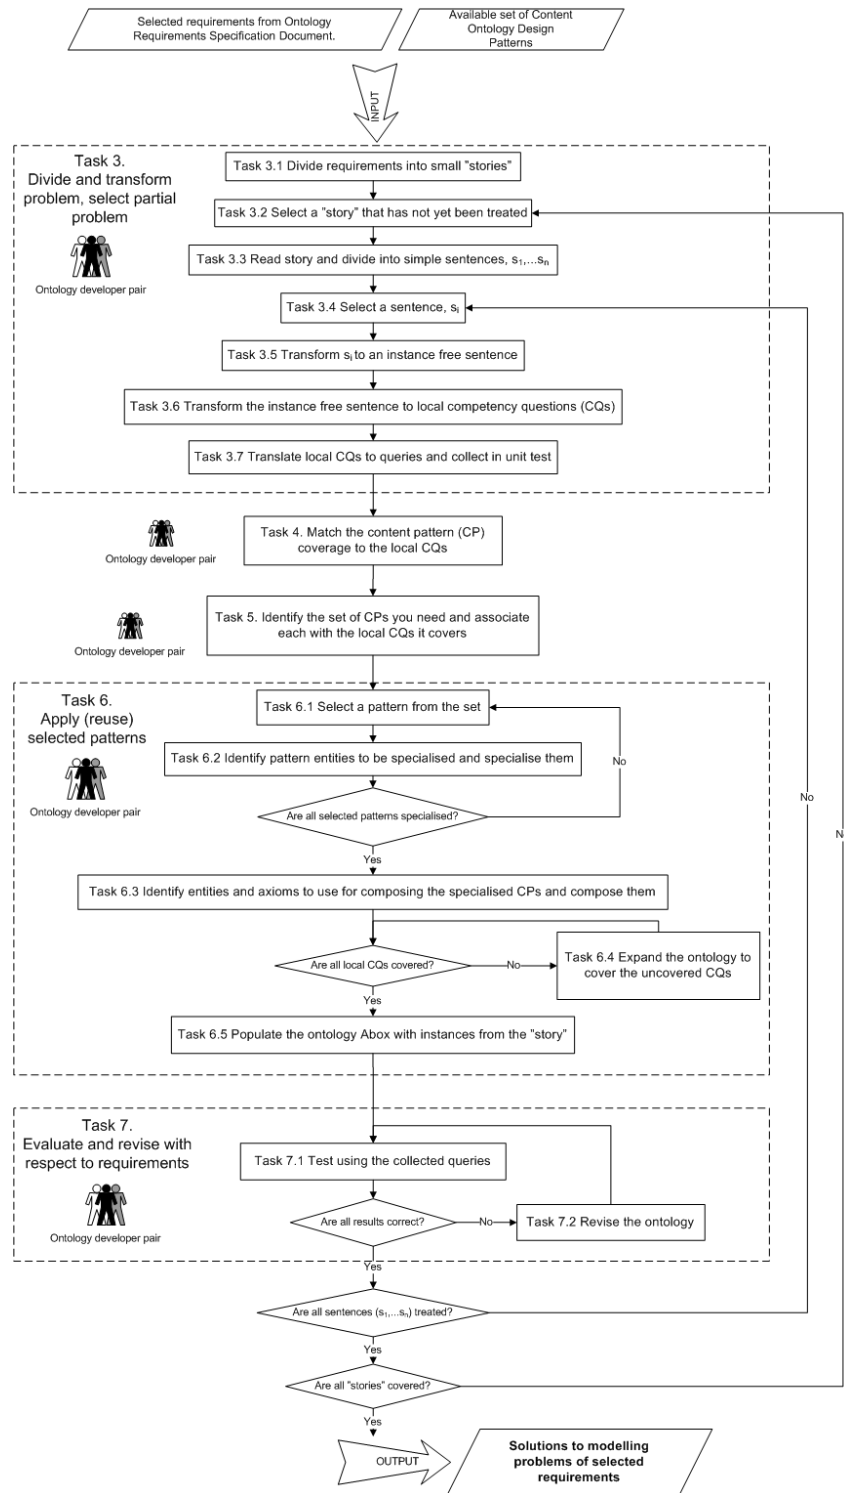 Selected requirements from Ontology
Requirements Specification Document.
Available set of Content
Ontology Design
Patterns
INPUT
Task 3.
Divide and transform
problem, select partial
problem
Ontology developer pair
Task 3.1 Divide requirements into small "stories"
Task 3.2 Select a "story" that has not yet been treated
Task 3.3 Read story and divide into simple sentences, s1,...sn
Task 3.4 Select a sentence, si
Task 3.5 Transform si to an instance free sentence
Task 3.6 Transform the instance free sentence to local competency questions (CQs)
Task 3.7 Translate local CQs to queries and collect in unit test
Ontology developer pair
Task 4. Match the content pattern (CP)
coverage to the local CQs
Ontology developer pair
Task 5. Identify the set of CPs you need and associate
each with the local CQs it covers
Task 6.
Apply (reuse)
selected patterns
Ontology developer pair
Task 6.1 Select a pattern from the set
Task 6.2 Identify pattern entities to be specialised and specialise them
No
Are all selected patterns specialised?
Yes
No
N
Task 6.3 Identify entities and axioms to use for composing the specialised CPs and compose them
Are all local CQs covered?
No
Task 6.4 Expand the ontology to
cover the uncovered CQs
Yes
Task 6.5 Populate the ontology Abox with instances from the "story"
Task 7.
Evaluate and revise with
respect to requirements
Ontology developer pair
Task 7.1 Test using the collected queries
Are all results correct?
No
Task 7.2 Revise the ontology
Yes
Are all sentences (s1,...sn) treated?
Yes
Are all "stories" covered?
Yes
OUTPUT
Solutions to modelling
problems of selected
requirements